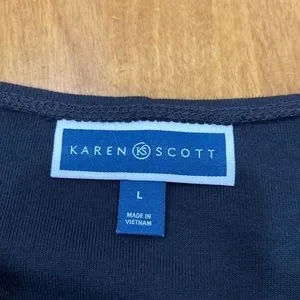 KAREN KS SCOTT
L
MADE IN
VIETNAM